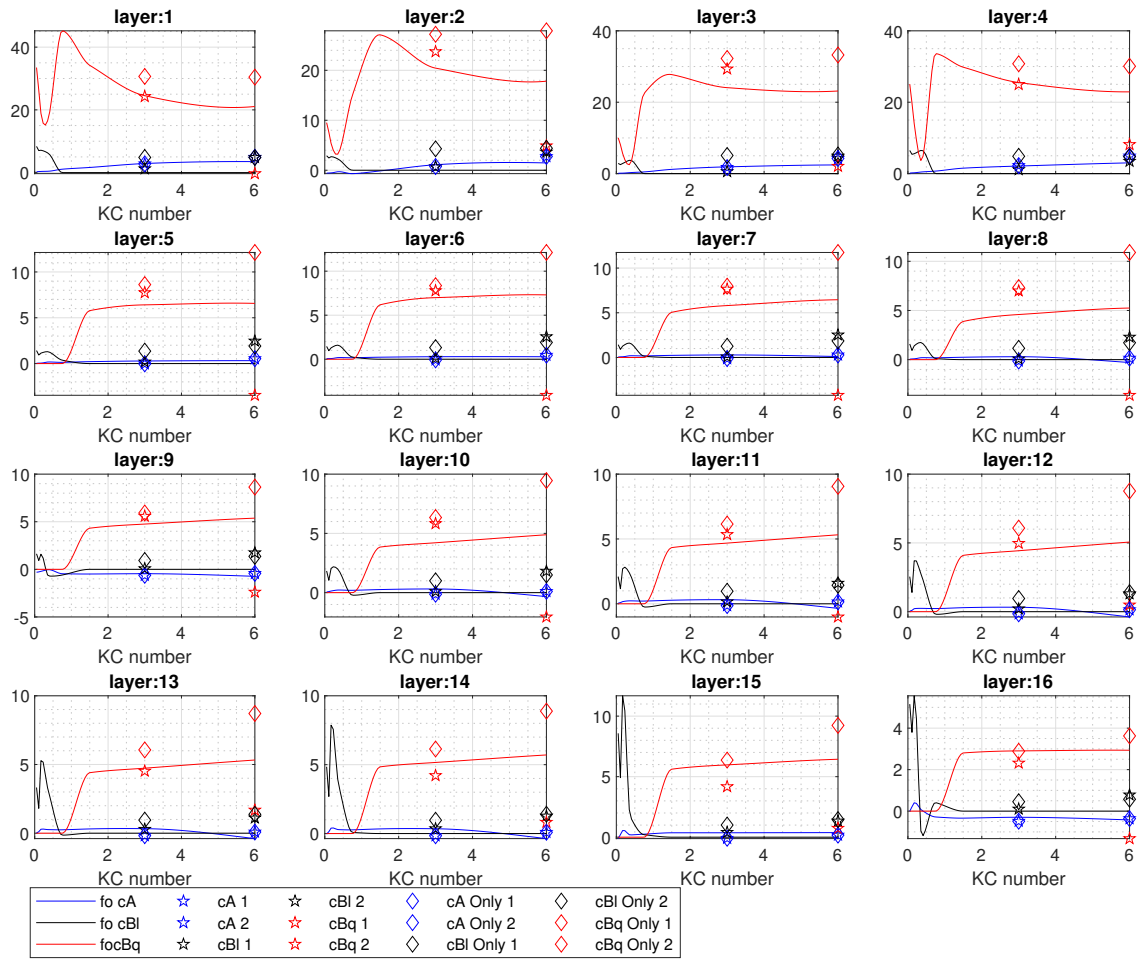 layer:1 layer:2 layer:3 layer:4
40
20
0
0 2 4 6
KC number
20
10
0
0 2 4 6
KC number
40
20
0
0 2 4 6
KC number
40
20
0
0 2 4 6
KC number
layer:5 layer:6 layer:7 layer:8
10
5
0
0 2 4 6
KC number
10
5
0
0 2 4 6
KC number
10
5
0
0 2 4 6
KC number
10
5
0
0 2 4 6
KC number
layer:9 layer:10 layer:11 layer:12
10
5
0
-5
0 2 4 6
KC number
10
5
0
0 2 4 6
KC number
10
5
0
0 2 4 6
KC number
10
5
0
0 2 4 6
KC number
layer:13 layer:14 layer:15 layer:16
10
5
0
0 2 4 6
KC number
10
5
0
0 2 4 6
KC number
10
5
0
0 2 4 6
KC number
4
2
0
0 2 4 6
KC number
fo cA cA 1 cBl 2 cA Only 1 cBl Only 2
fo cBl cA 2 cBq 1 cA Only 2 cBq Only 1
focBq cBl 1 cBq 2 cBl Only 1 cBq Only 2